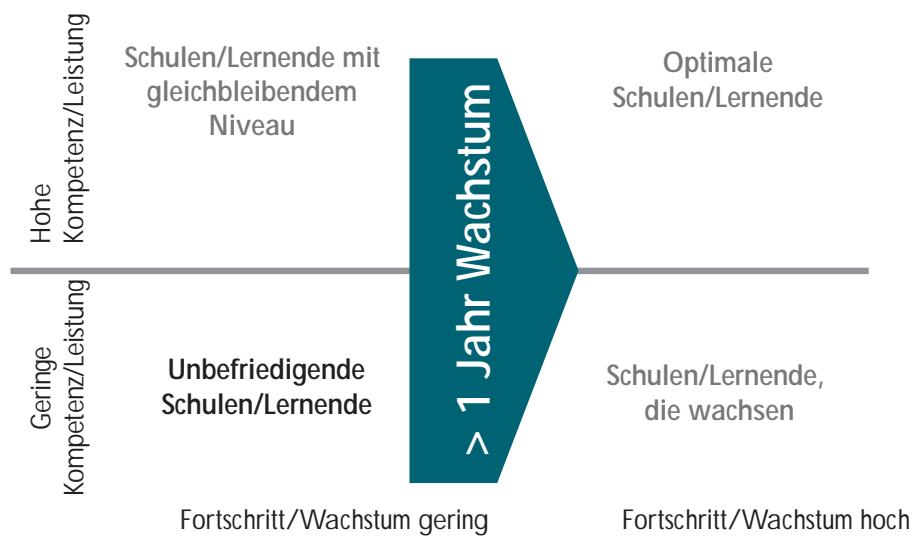 Hohe
Kompetenz/Leistung
Schulen/Lernende mit
gleichbleibendem
Niveau
Optimale
Schulen/Lernende
> 1 Jahr Wachstum
Geringe
Kompetenz/Leistung
Unbefriedigende
Schulen/Lernende
Schulen/Lernende,
die wachsen
Fortschritt/Wachstum gering
Fortschritt/Wachstum hoch